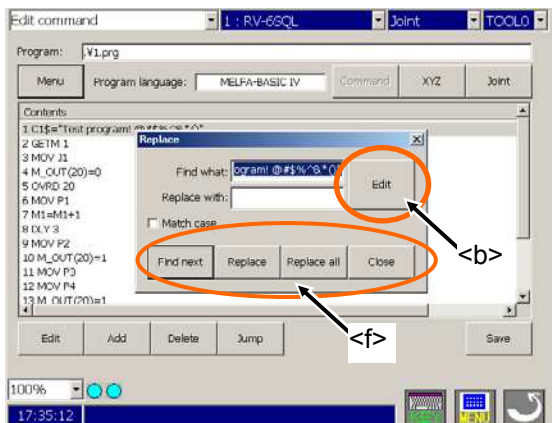 Edit command 1 : RV-6SQL Joint TOOL0
Program: .¥1.prg
Menu Program language: MELFA-BASIC IV Command XYZ Joint
Contents
1 C1$="Test program! @#$%^&*()"
2 GETM 1
3 MOV J1
4 M_OUT(20)=0
5 OVRD 20
6 MOV P1
7 M1=M1+1
8 DLY 3
9 MOV P2
10 M_OUT(20)=1
11 MOV P3
12 MOV P4
13 M_OUT(20)=1
Replace
Find what: ogram! @#$%^&*()
Edit
Replace with:
Match case
Find next Replace Replace all Close
<b>
<f>
Edit Add Delete Jump Save
100%
17:35:12 KEY MENU